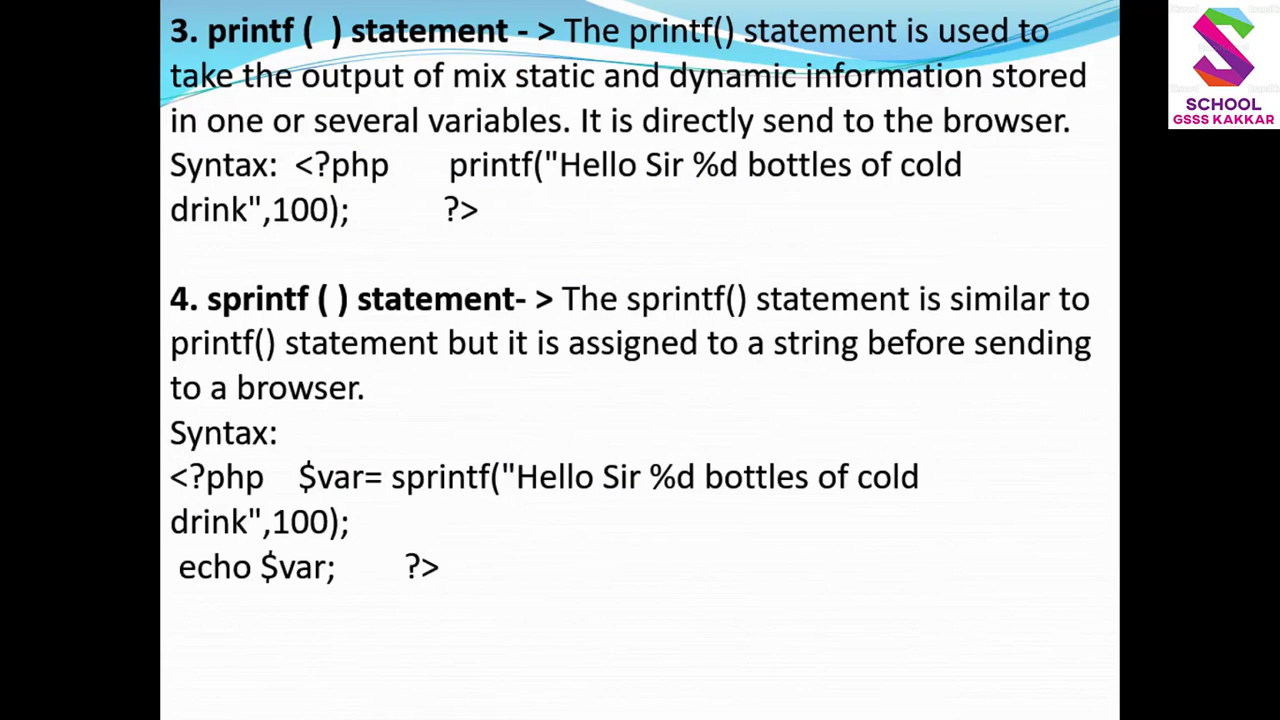 3. printf ( ) statement - > The printf() statement is used to
take the output of mix static and dynamic information stored
in one or several variables. It is directly send to the browser.
Syntax: <?php printf("Hello Sir %d bottles of cold
drink",100); ?>
4. sprintf ( ) statement- > The sprintf() statement is similar to
printf() statement but it is assigned to a string before sending
to a browser.
Syntax:
<?php $var= sprintf("Hello Sir %d bottles of cold
drink",100);
echo $var; ?>
SCHOOL
GSSS KAKKAR